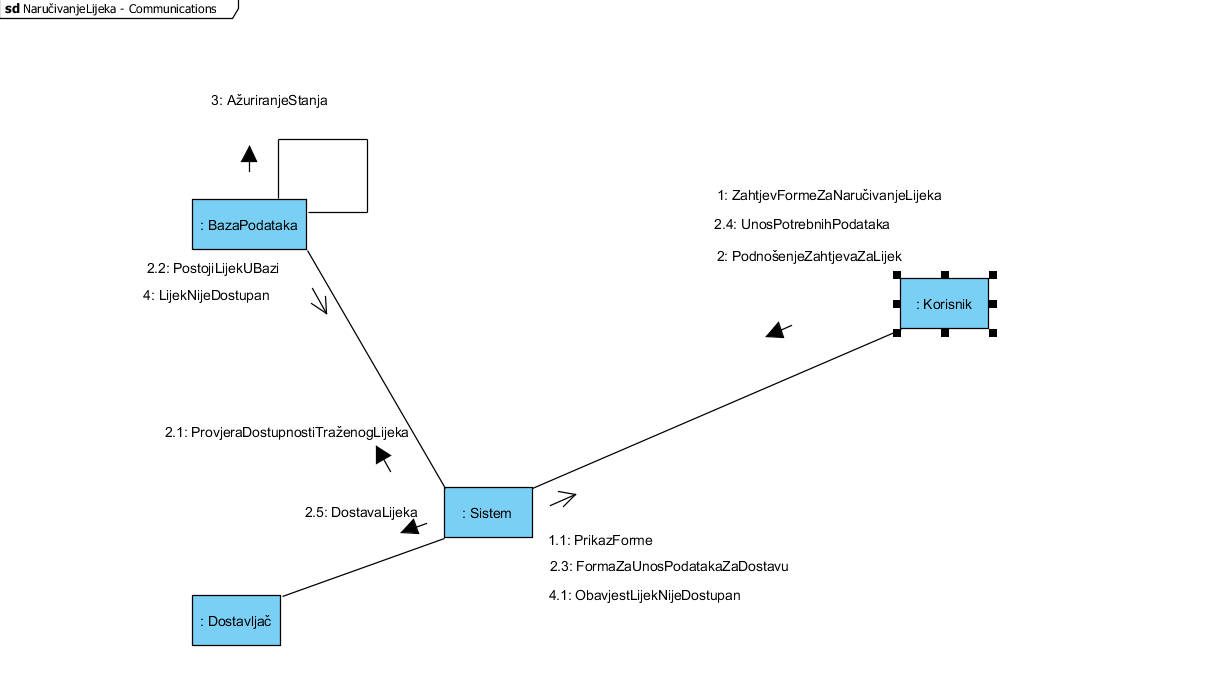 sd NaručivanjeLijeka - Communications
3: AžuriranjeStanja
1: ZahtjevFormeZaNaručivanjeLijeka
2.4: UnosPotrebnihPodataka
2: PodnošenjeZahtjevaZaLijek
: BazaPodataka
2.2: PostojiLijekUBazi
4: LijekNijeDostupan
: Korisnik
2.1: ProvjeraDostupnostiTraženogLijeka
2.5: DostavaLijeka
: Sistem
1.1: PrikazForme
2.3: FormaZaUnosPodatakaZaDostavu
4.1: ObavjestLijekNijeDostupan
: Dostavljač